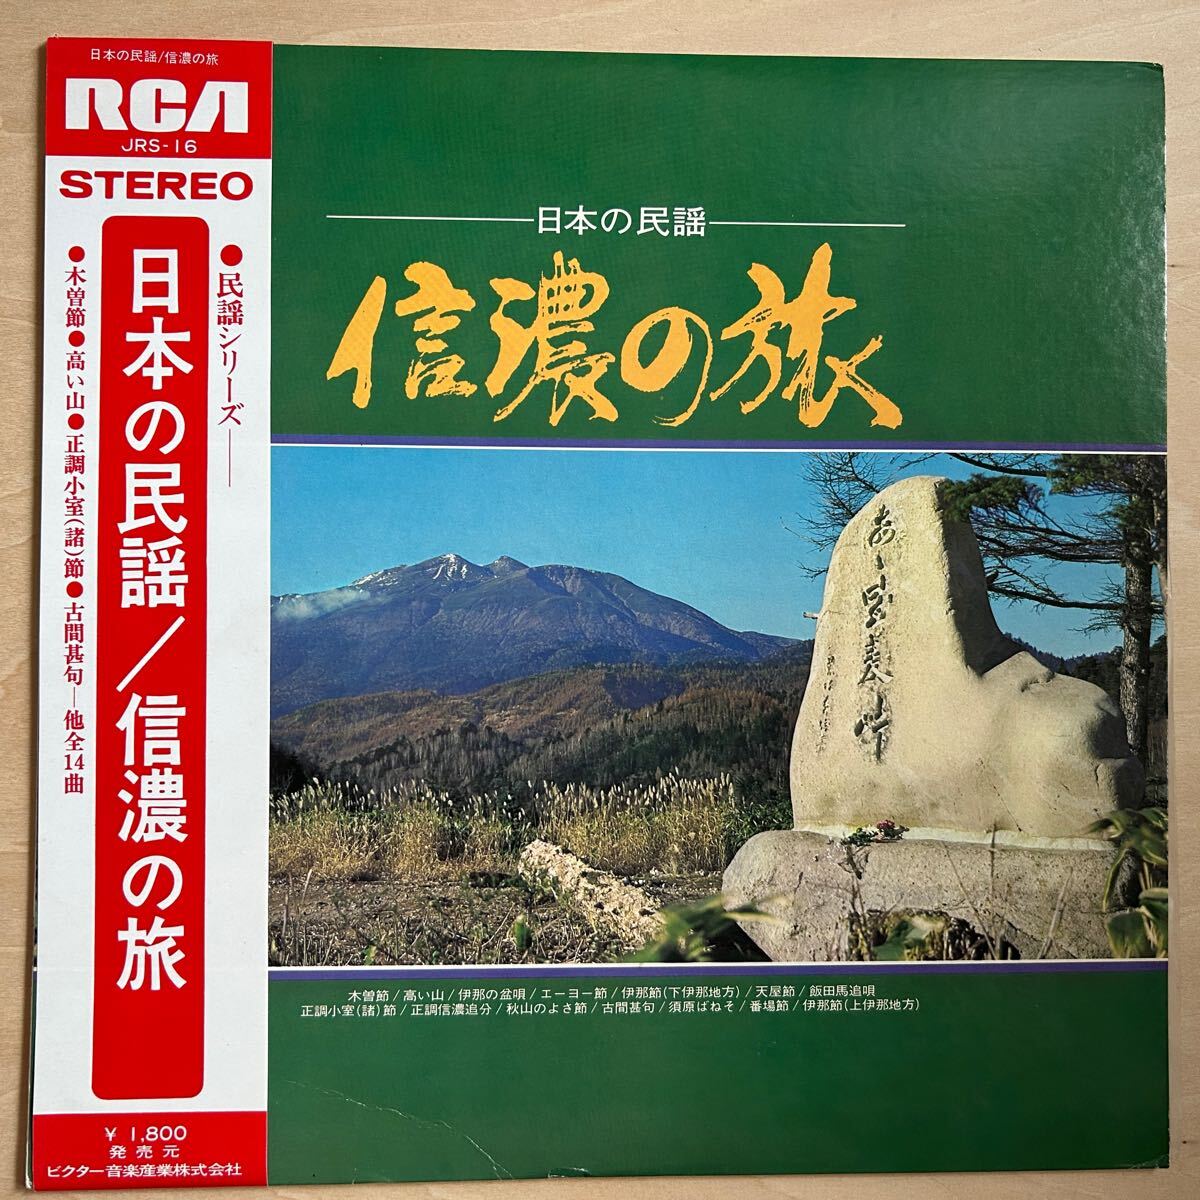 日本の民謡/信濃の旅
RCA
JRS-16
STEREO
●民謡シリーズ——
日本の民謡/信濃の旅
●木曽節●高い山●正調小室(諸)節●古間甚句—他全14曲
¥1,800
発売元
ビクター音楽産業株式会社
日本の民謡
信濃の旅
木曽節/高い山/伊那の盆唄/エーヨー節/伊那節(下伊那地方)/天屋節/飯田馬追唄
正調小室(諸)節/正調信濃追分/秋山のよさ節/古間甚句/須原ばねそ/番場節/伊那節(上伊那地方)